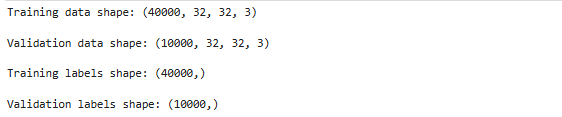 Training data shape: (40000, 32, 32, 3)
Validation data shape: (10000, 32, 32, 3)
Training labels shape: (40000,)
Validation labels shape: (10000,)